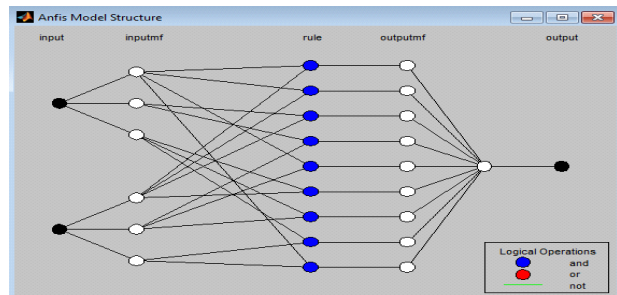 Anfis Model Structure
input inputmf rule outputmf output
Logical Operations
and
or
not